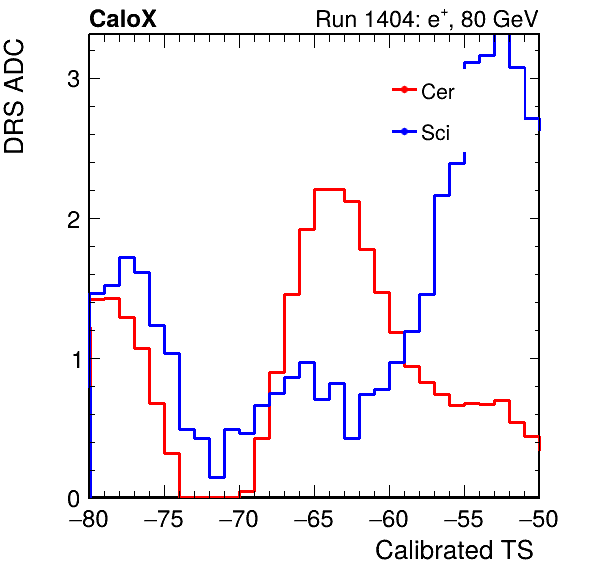 CaloX Run 1404: e⁺, 80 GeV
DRS ADC
3
2
1
0
Cer
Sci
−80 −75 −70 −65 −60 −55 −50
Calibrated TS